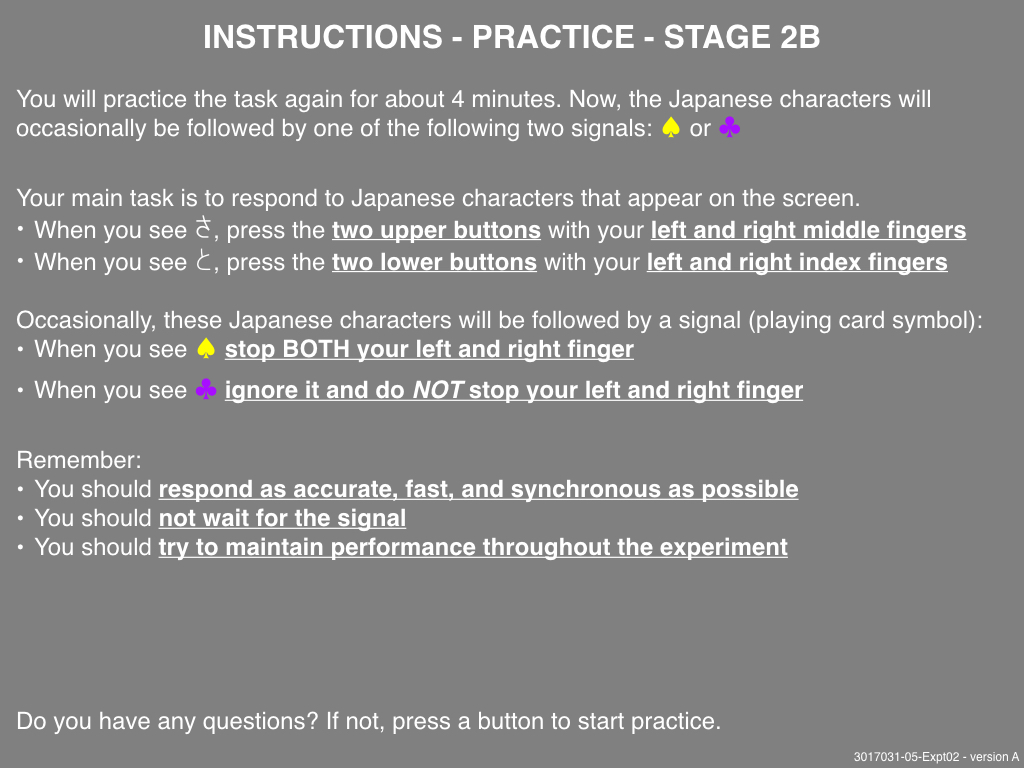 INSTRUCTIONS - PRACTICE - STAGE 2B
You will practice the task again for about 4 minutes. Now, the Japanese characters will
occasionally be followed by one of the following two signals: ♠ or ♣
Your main task is to respond to Japanese characters that appear on the screen.
• When you see さ, press the two upper buttons with your left and right middle fingers
• When you see と, press the two lower buttons with your left and right index fingers
Occasionally, these Japanese characters will be followed by a signal (playing card symbol):
• When you see ♠ stop BOTH your left and right finger
• When you see ♣ ignore it and do NOT stop your left and right finger
Remember:
• You should respond as accurate, fast, and synchronous as possible
• You should not wait for the signal
• You should try to maintain performance throughout the experiment
Do you have any questions? If not, press a button to start practice.
3017031-05-Expt02 - version A